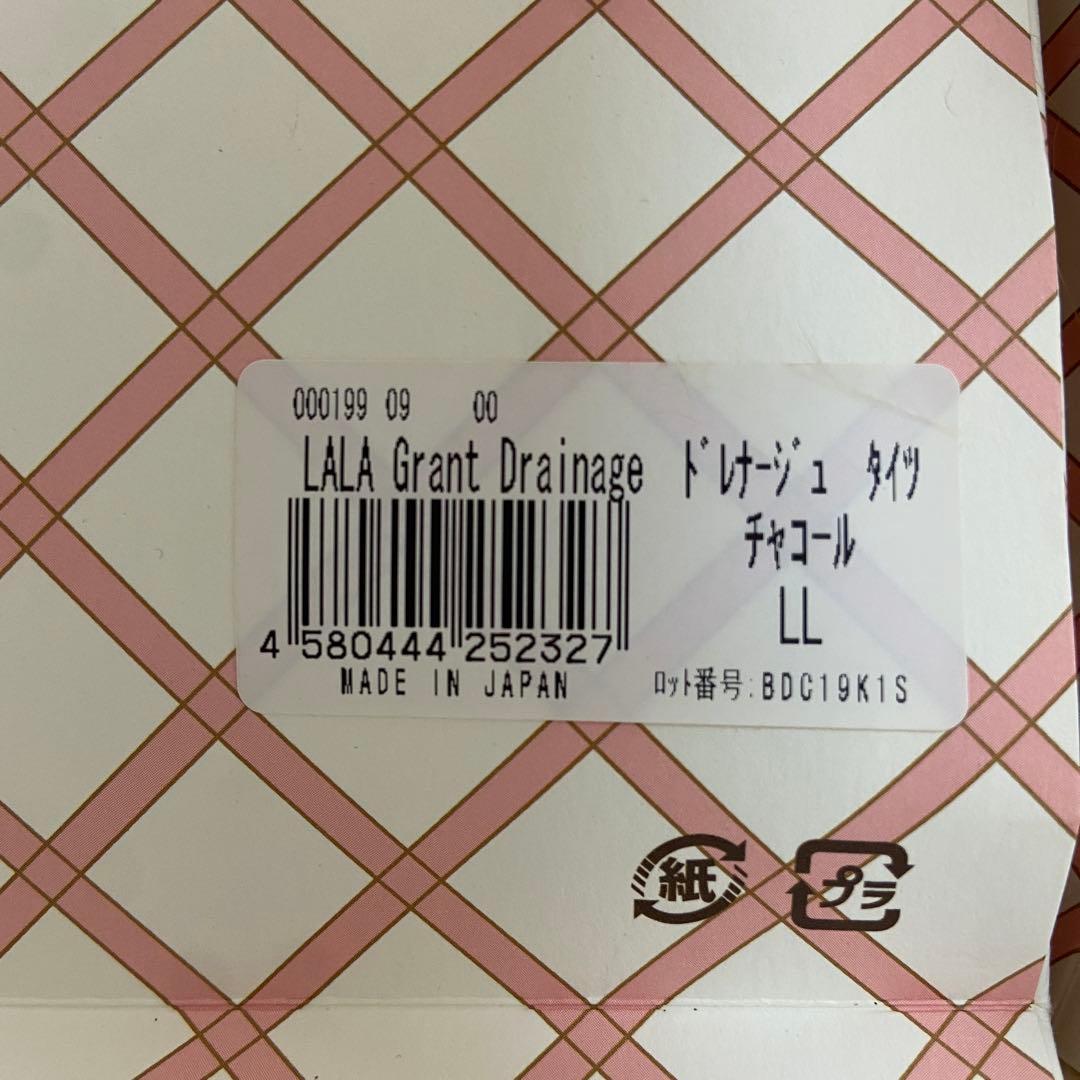 000199 09 00
LALA Grant Drainage ﾄﾞﾚﾅｰｼﾞｭ ﾀｲﾂ
チャコール
LL
4 580444 252327
MADE IN JAPAN
ﾛｯﾄ番号:BDC19K1S
紙
プラ